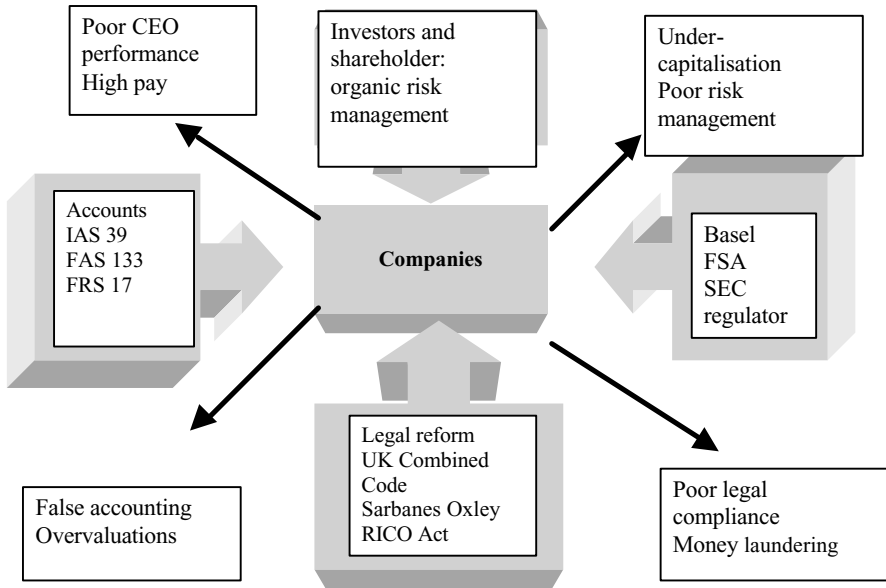 Poor CEO
performance
High pay
Investors and
shareholder:
organic risk
management
Under-
capitalisation
Poor risk
management
Accounts
IAS 39
FAS 133
FRS 17
Companies
Basel
FSA
SEC
regulator
Legal reform
UK Combined
Code
Sarbanes Oxley
RICO Act
False accounting
Overvaluations
Poor legal
compliance
Money laundering